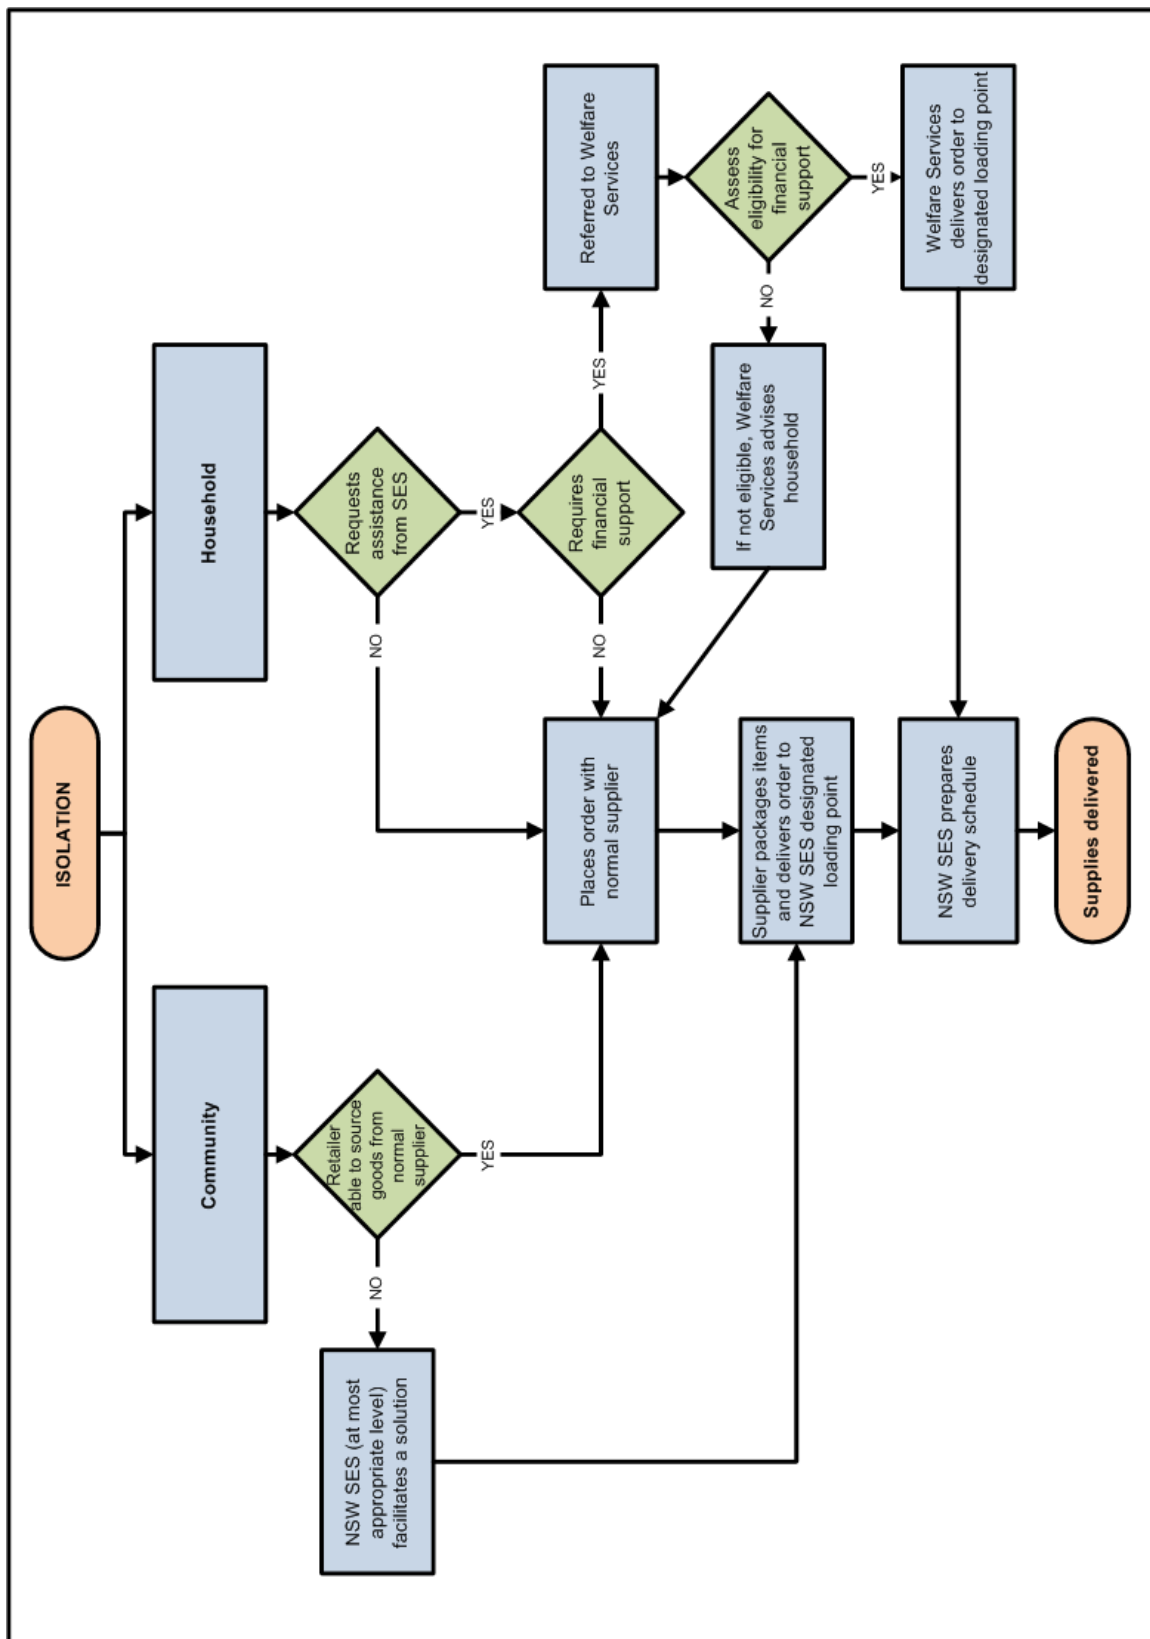 ISOLATION
Community
Household
Retailer
able to source
goods from
normal
supplier
NO
YES
NSW SES (at most
appropriate level)
facilitates a solution
Requests
assistance
from SES
NO
YES
Requires
financial
support
NO
YES
Referred to Welfare
Services
Assess
eligibility for
financial
support
NO
YES
If not eligible, Welfare
Services advises
household
Welfare Services
delivers order to
designated loading point
Places order with
normal supplier
Supplier packages items
and delivers order to
NSW SES designated
loading point
NSW SES prepares
delivery schedule
Supplies delivered